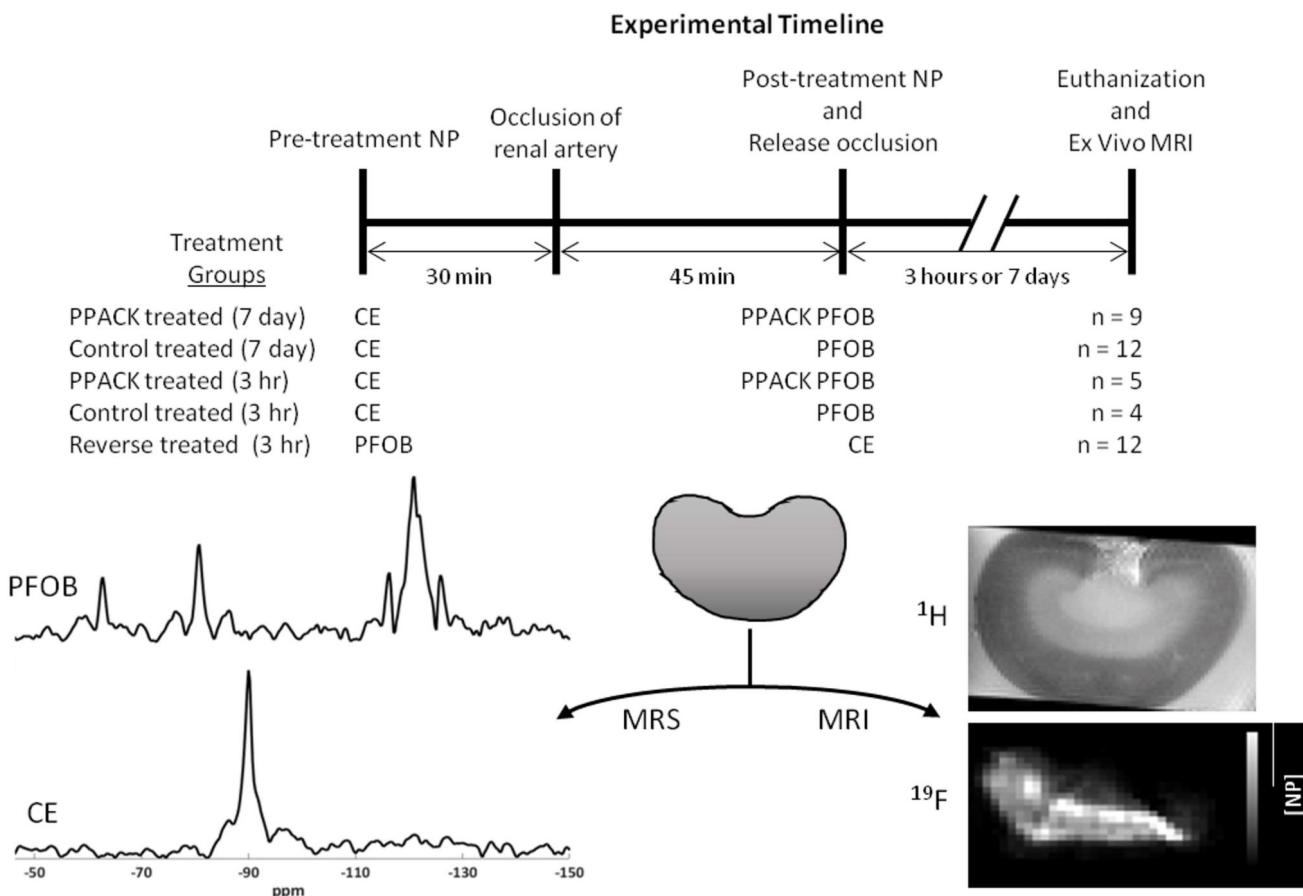 Experimental Timeline
Pre-treatment NP
Occlusion of
renal artery
Post-treatment NP
and
Release occlusion
Euthanization
and
Ex Vivo MRI
30 min
45 min
3 hours or 7 days
Treatment
Groups
PPACK treated (7 day) CE PPACK PFOB n = 9
Control treated (7 day) CE PFOB n = 12
PPACK treated (3 hr) CE PPACK PFOB n = 5
Control treated (3 hr) CE PFOB n = 4
Reverse treated (3 hr) PFOB CE n = 12
PFOB
CE
-50 -70 -90 -110 -130 -150
ppm
MRS
MRI
¹H
¹⁹F
[NP]